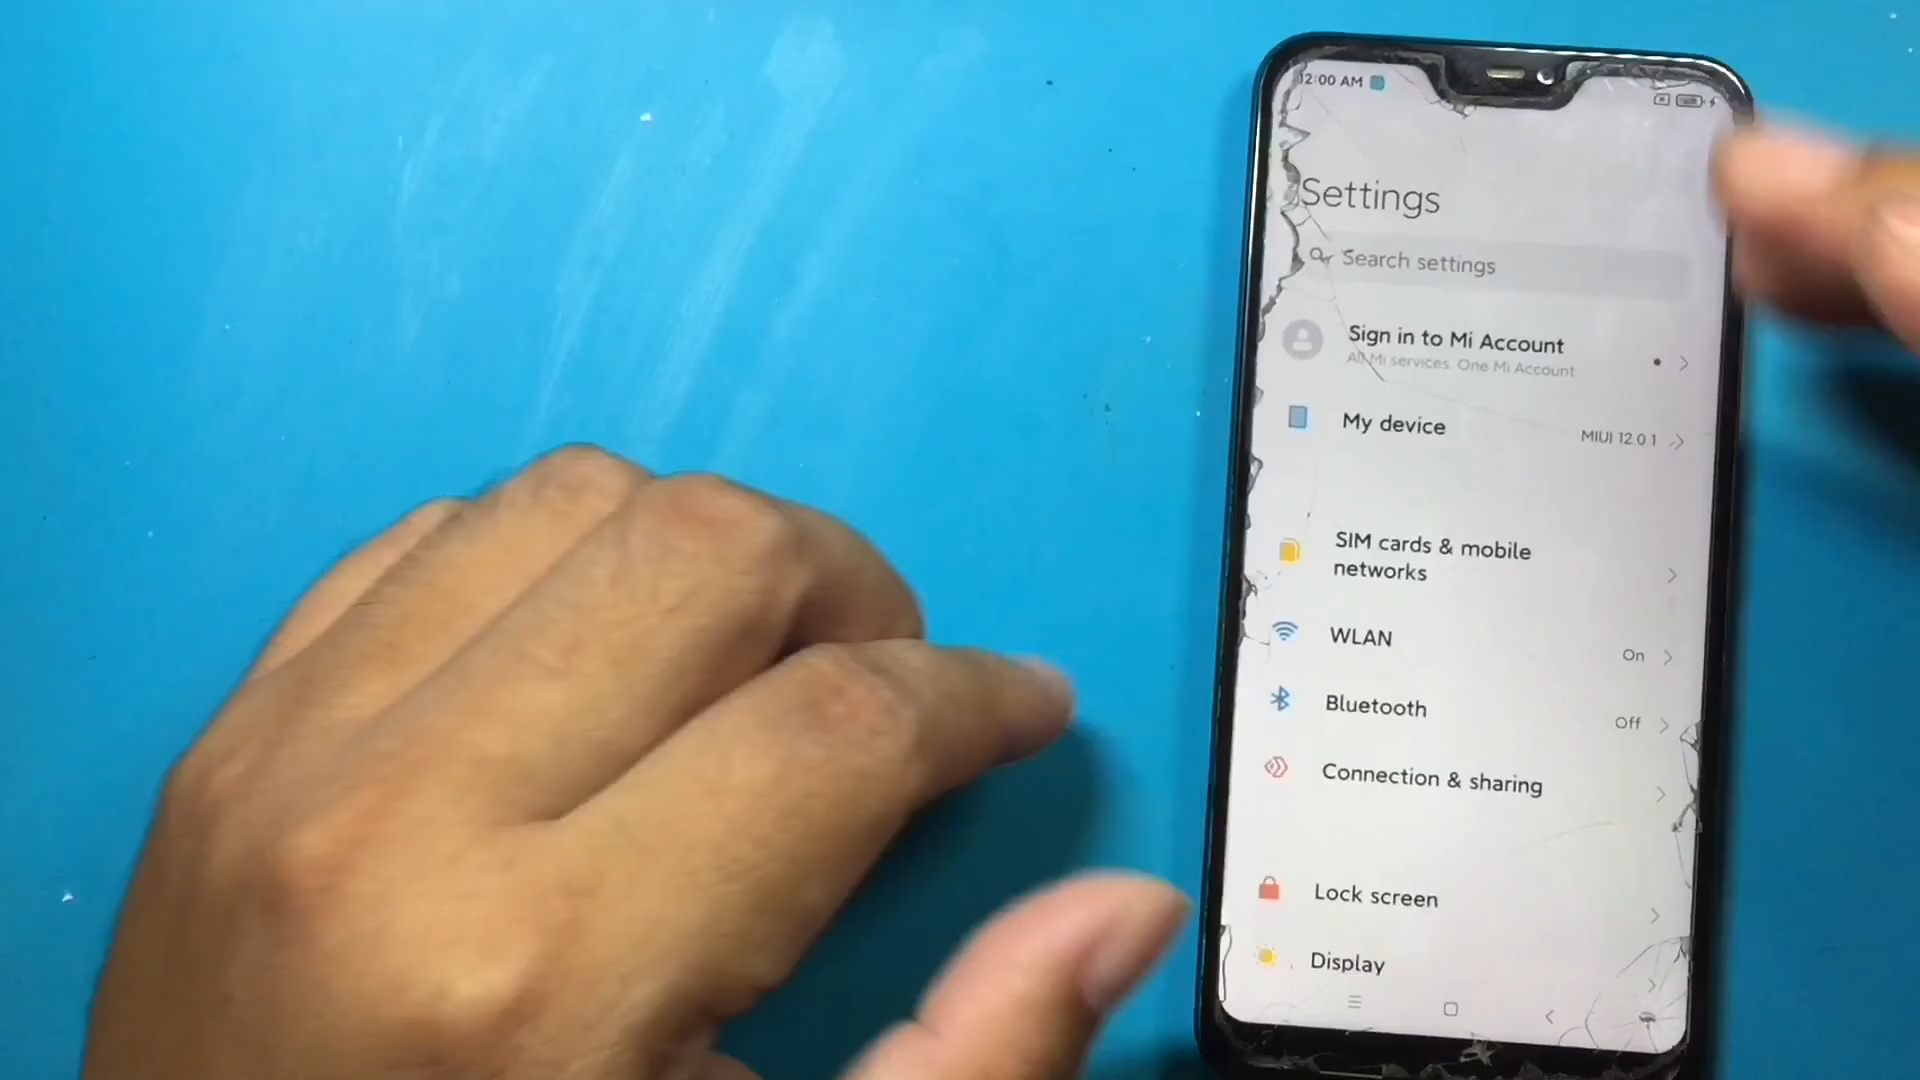 12:00 AM
Settings
Search settings
Sign in to Mi Account
All Mi services. One Mi Account
My device
MIUI 12.0.1
SIM cards & mobile
networks
WLAN
On
Bluetooth
Off
Connection & sharing
Lock screen
Display